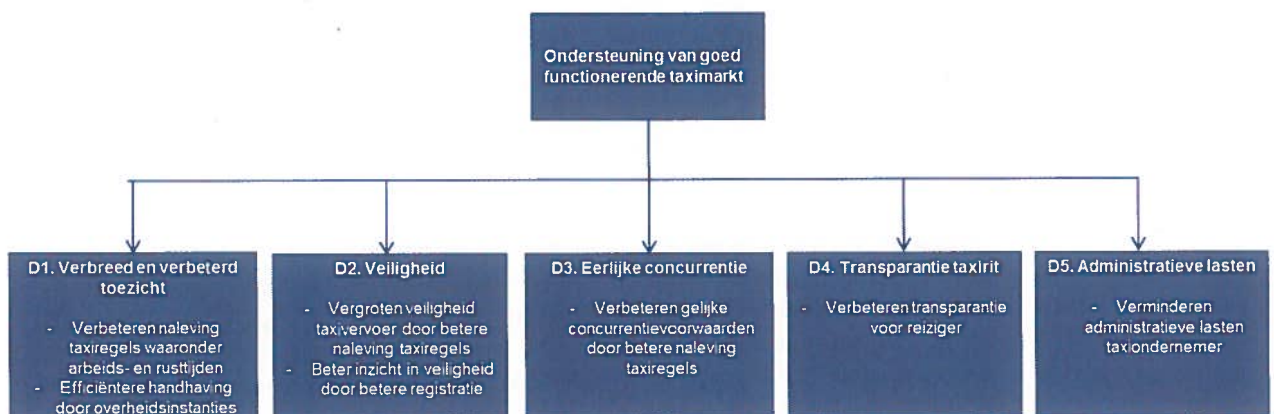 Ondersteuning van goed
functionerende taximarkt
D1. Verbreed en verbeterd
toezicht
- Verbeteren naleving
taxiregels waaronder
arbeids- en rusttijden
- Efficiëntere handhaving
door overheidsinstanties
D2. Veiligheid
- Vergroten veiligheid
taxivervoer door betere
naleving taxiregels
- Beter inzicht in veiligheid
door betere registratie
D3. Eerlijke concurrentie
- Verbeteren gelijke
concurrentievoorwaarden
door betere naleving
taxiregels
D4. Transparantie taxirit
- Verbeteren transparantie
voor reiziger
D5. Administratieve lasten
- Verminderen
administratieve lasten
taxiondernemer